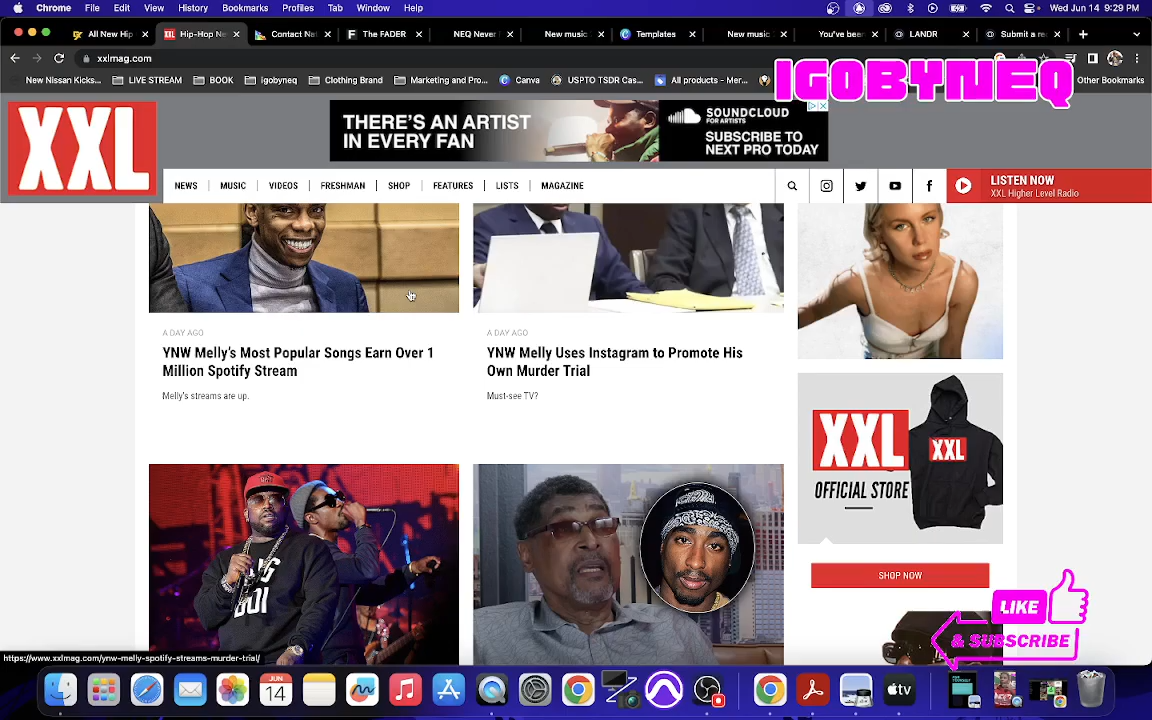 Chrome File Edit View History Bookmarks Profiles Tab Window Help Wed Jun 14 9:29 PM
All New Hip Hip-Hop Ne Contact Na The FADER NEQ Never New music Templates New music You've been LANDR Submit a re
xxlmag.com
New Nissan Kicks... LIVE STREAM BOOK igobyneq Clothing Brand Marketing and Pro... Canva USPTO TSDR Cas... All products - Mer... Other Bookmarks
IGOBYNEQ
XXL
THERE'S AN ARTIST
IN EVERY FAN
SOUNDCLOUD
FOR ARTISTS
SUBSCRIBE TO
NEXT PRO TODAY
NEWS MUSIC VIDEOS FRESHMAN SHOP FEATURES LISTS MAGAZINE
LISTEN NOW
XXL Higher Level Radio
A DAY AGO
YNW Melly's Most Popular Songs Earn Over 1
Million Spotify Stream
Melly's streams are up.
A DAY AGO
YNW Melly Uses Instagram to Promote His
Own Murder Trial
Must-see TV?
XXL
XXL
OFFICIAL STORE
SHOP NOW
LIKE
& SUBSCRIBE
https://www.xxlmag.com/ynw-melly-spotify-streams-murder-trial/
JUN
14
tv